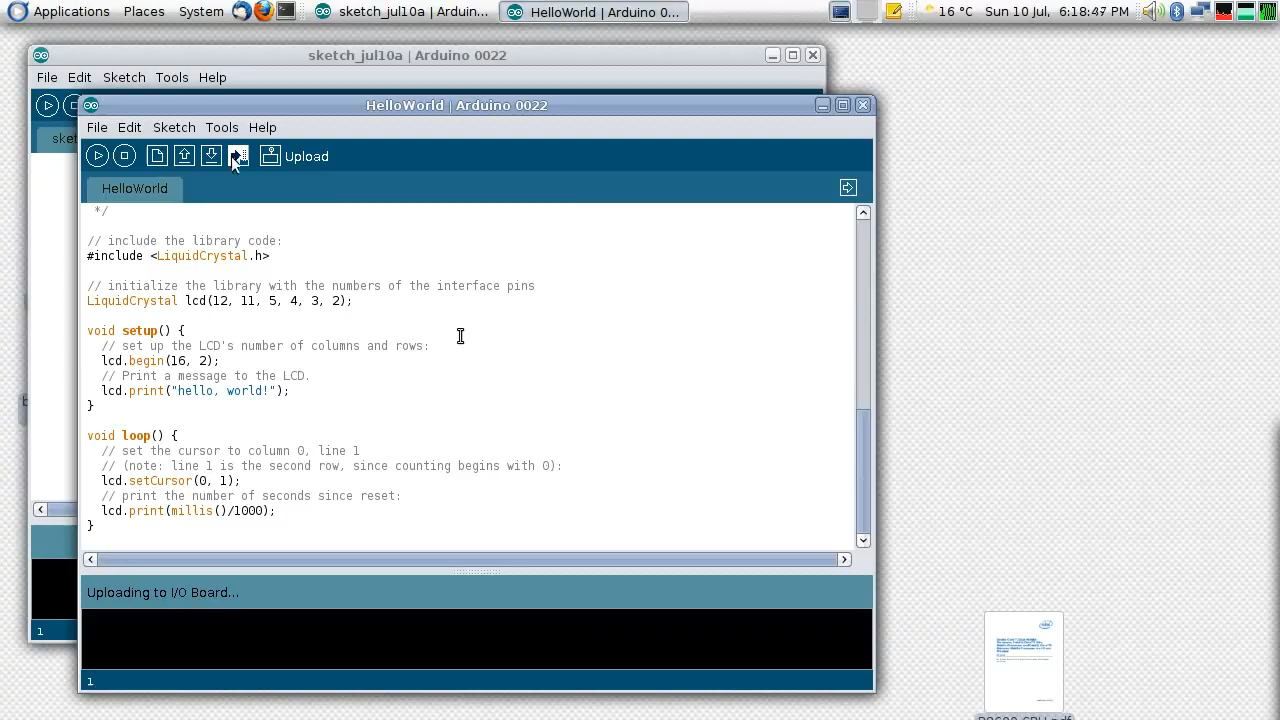 Applications Places System sketch_jul10a | Arduin... HelloWorld | Arduino 0... 16 °C Sun 10 Jul, 6:18:47 PM
sketch_jul10a | Arduino 0022
File Edit Sketch Tools Help
HelloWorld | Arduino 0022
File Edit Sketch Tools Help
Upload
HelloWorld
*/
// include the library code:
#include <LiquidCrystal.h>
// initialize the library with the numbers of the interface pins
LiquidCrystal lcd(12, 11, 5, 4, 3, 2);
void setup() {
// set up the LCD's number of columns and rows:
lcd.begin(16, 2);
// Print a message to the LCD.
lcd.print("hello, world!");
}
void loop() {
// set the cursor to column 0, line 1
// (note: line 1 is the second row, since counting begins with 0):
lcd.setCursor(0, 1);
// print the number of seconds since reset:
lcd.print(millis()/1000);
}
Uploading to I/O Board...
1
1